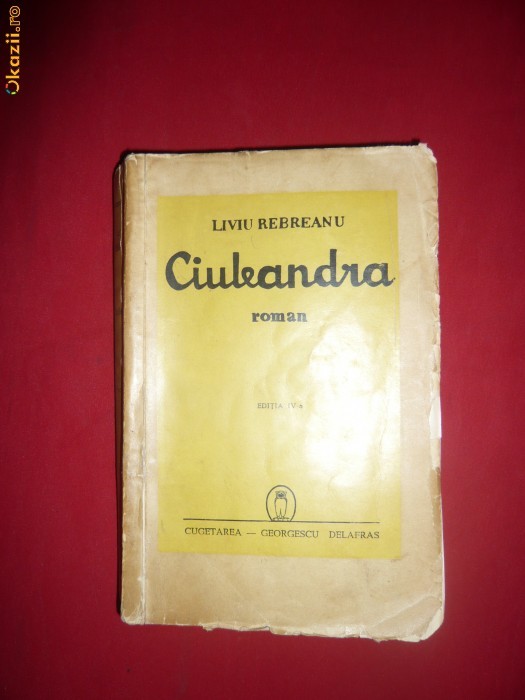 Okazii.ro
LIVIU REBREANU
Ciuleandra
roman
EDIȚIA IV-a
CUGETAREA — GEORGESCU DELAFRAS